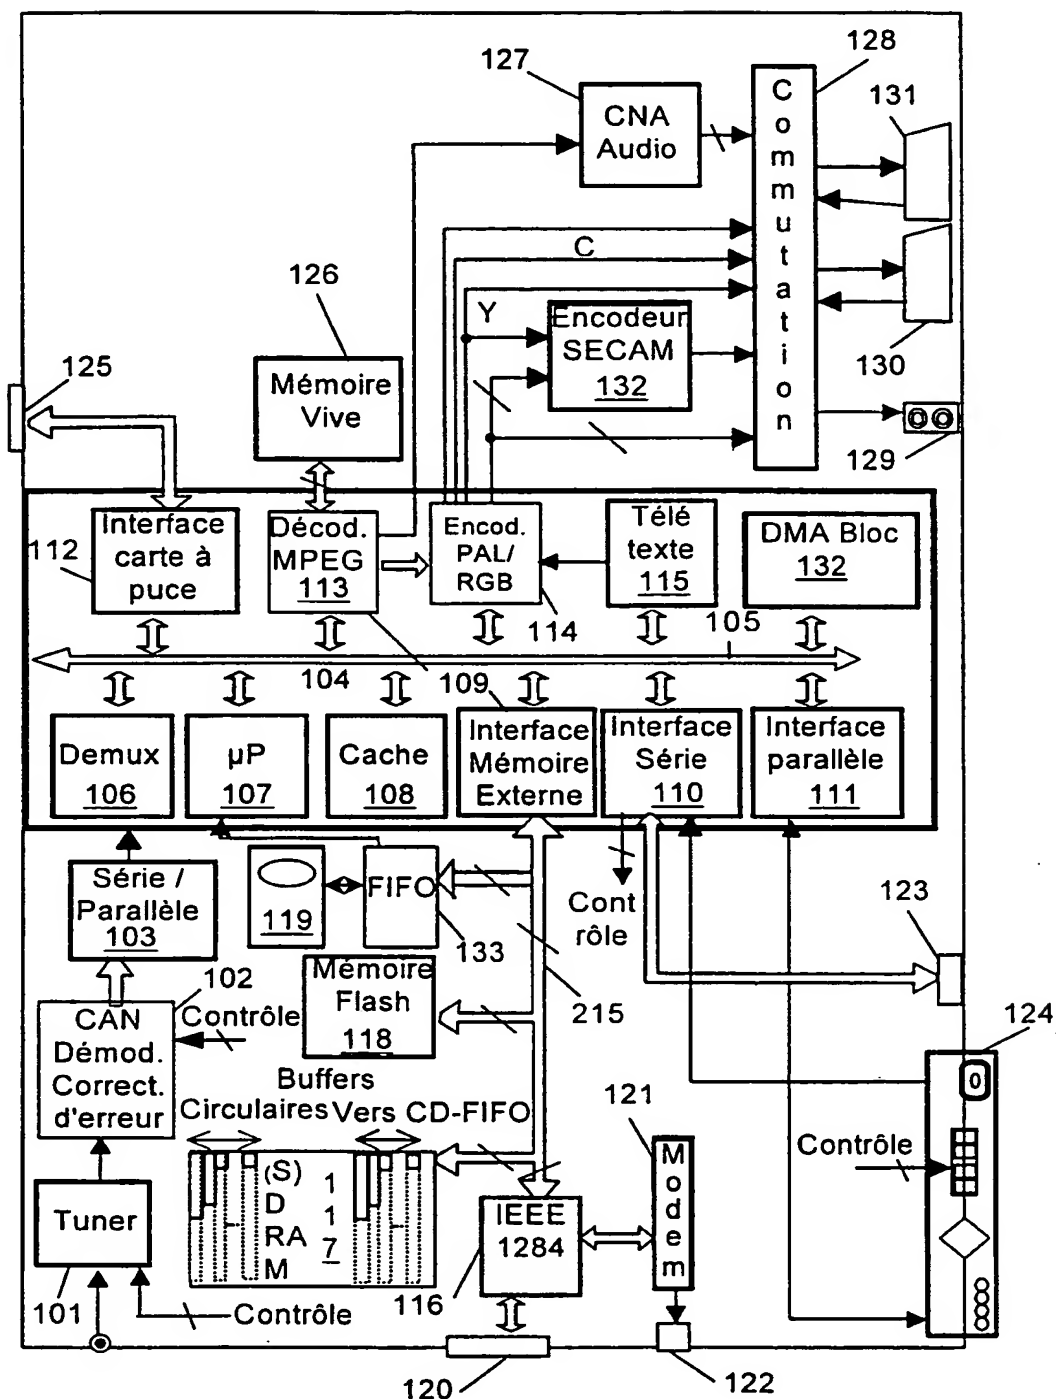 127
CNA
Audio
128
Commutation
131
130
129
C
Y
Encodeur
SECAM
132
126
Mémoire
Vive
125
112
Interface
carte à
puce
Décod.
MPEG
113
Encod.
PAL/
RGB
114
Télé
texte
115
DMA Bloc
132
105
104
109
Demux
106
µP
107
Cache
108
Interface
Mémoire
Externe
Interface
Série
110
Interface
parallèle
111
Série /
Parallèle
103
119
FIFO
133
Cont
rôle
123
102
CAN
Démod.
Correct.
d'erreur
Contrôle
Mémoire
Flash
118
215
124
0
Buffers
Circulaires
Vers CD-FIFO
121
Modem
Contrôle
Tuner
101
(S)
D
RA
M
117
IEEE
1284
116
Contrôle
120
122